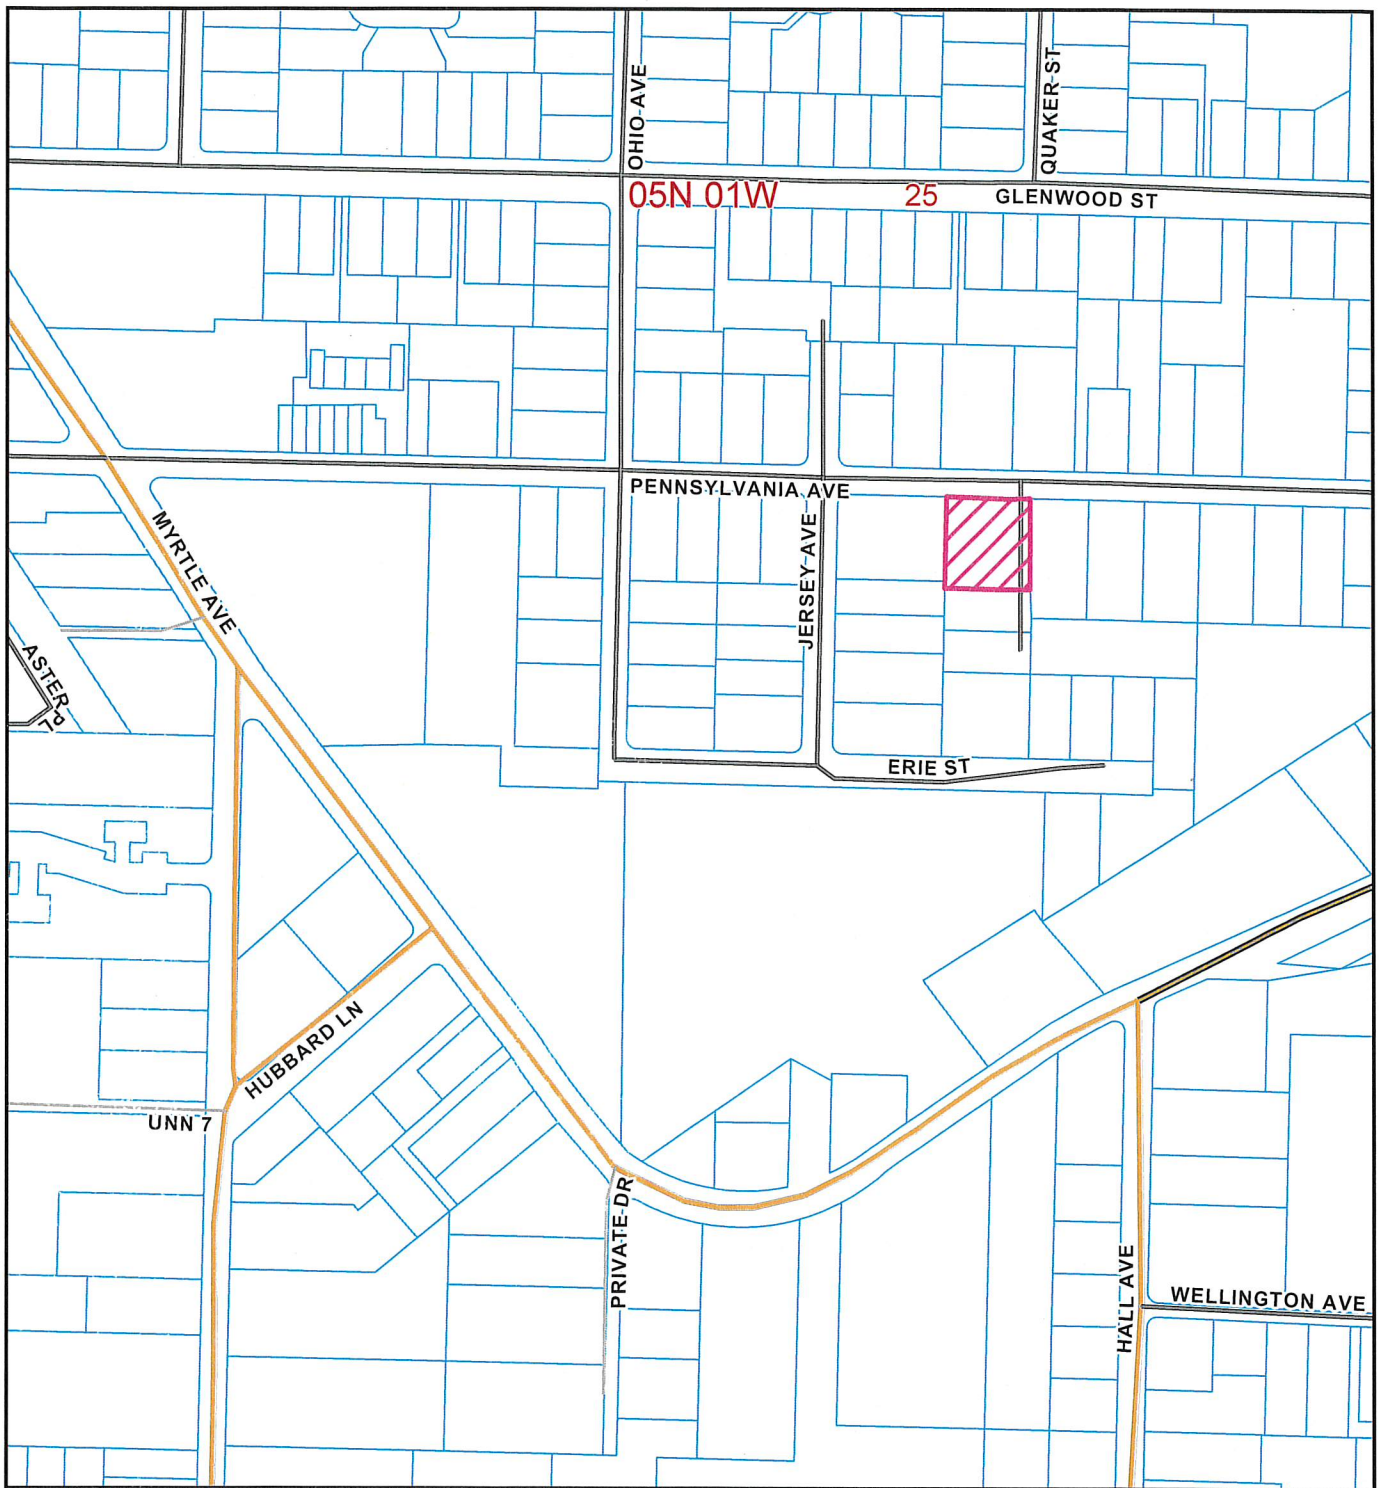 OHIO AVE
QUAKER ST
05N 01W
25
GLENWOOD ST
PENNSYLVANIA AVE
JERSEY AVE
MYRTLE AVE
ASTER PL
ERIE ST
HUBBARD LN
UNN 7
PRIVATE DR
HALL AVE
WELLINGTON AVE